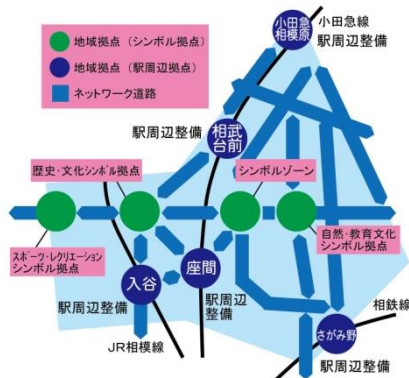 地域拠点（シンボル拠点）
地域拠点（駅周辺拠点）
ネットワーク道路
小田急
相模原
小田急線
駅周辺整備
駅周辺整備
相武
台前
歴史・文化シンボル拠点
シンボルゾーン
スポーツ・レクリエーション
シンボル拠点
自然・教育文化
シンボル拠点
入谷
座間
駅周辺整備
駅周辺
整備
JR相模線
相鉄線
さがみ野
駅周辺整備